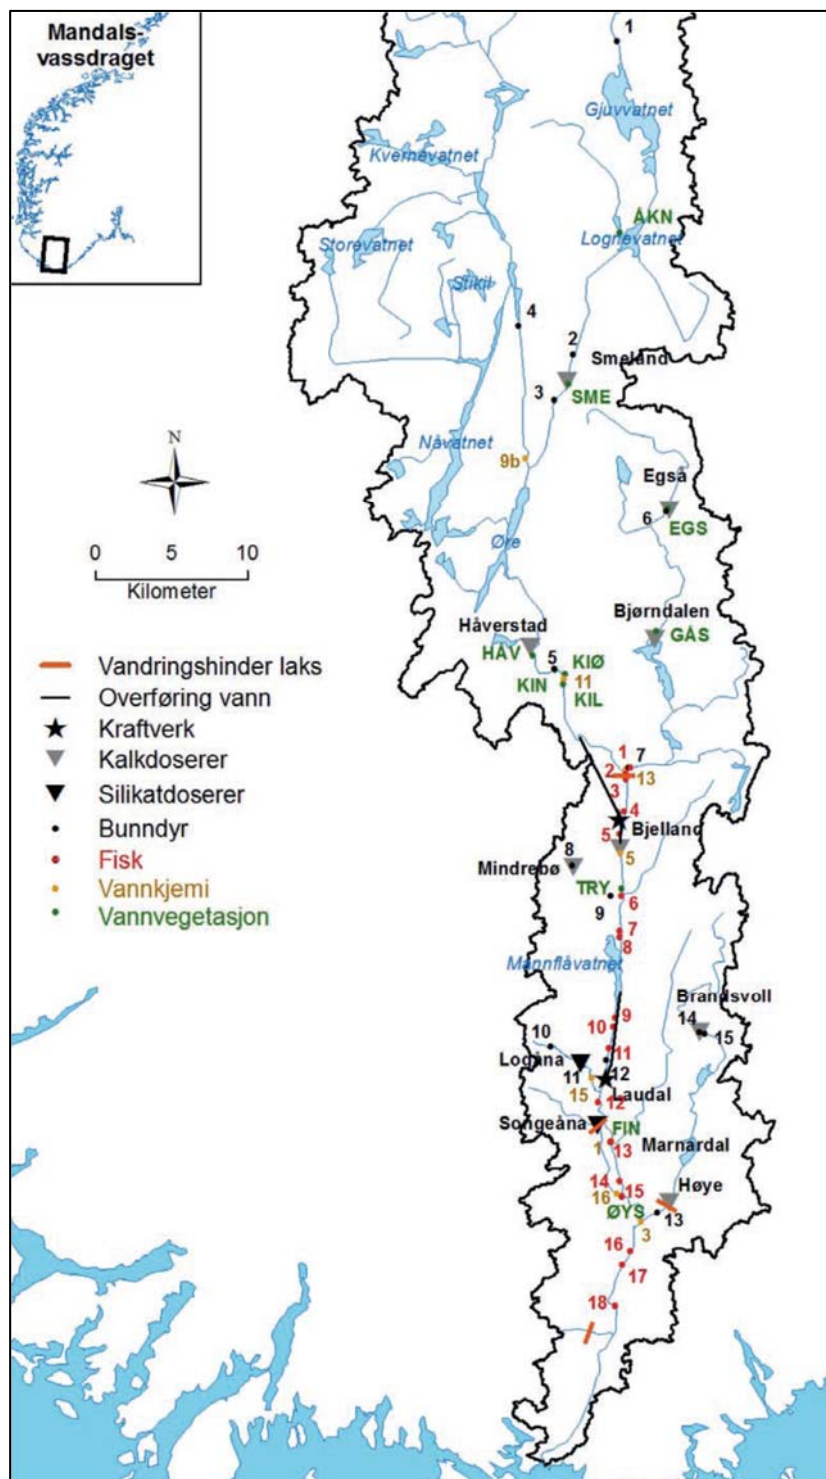 Mandals-
vassdraget
1
Gjuvvatnet
Kvernevatnet
ÅKN
Lognevatnet
Storevatnet
Stikil
4
2
Smeland
3
SME
Nåvatnet
9b
Egså
6
EGS
N
Øre
0 5 10
Kilometer
Bjørndalen
Håverstad
GÅS
HÅV
5
KIØ
KIN
11
KIL
Vandringshinder laks
Overføring vann
Kraftverk
Kalkdoserer
Silikatdoserer
Bunndyr
Fisk
Vannkjemi
Vannvegetasjon
1
7
2
13
3
4
Bjelland
5
5
8
Mindrebø
TRY
9
6
7
8
Mannflåvatnet
Brandsvoll
14
15
9
10
10
11
Logåna
11
12
Laudal
15
12
Songeåna
FIN
1
13
Marnardal
14
15
Høye
16
ØYS
13
3
16
17
18